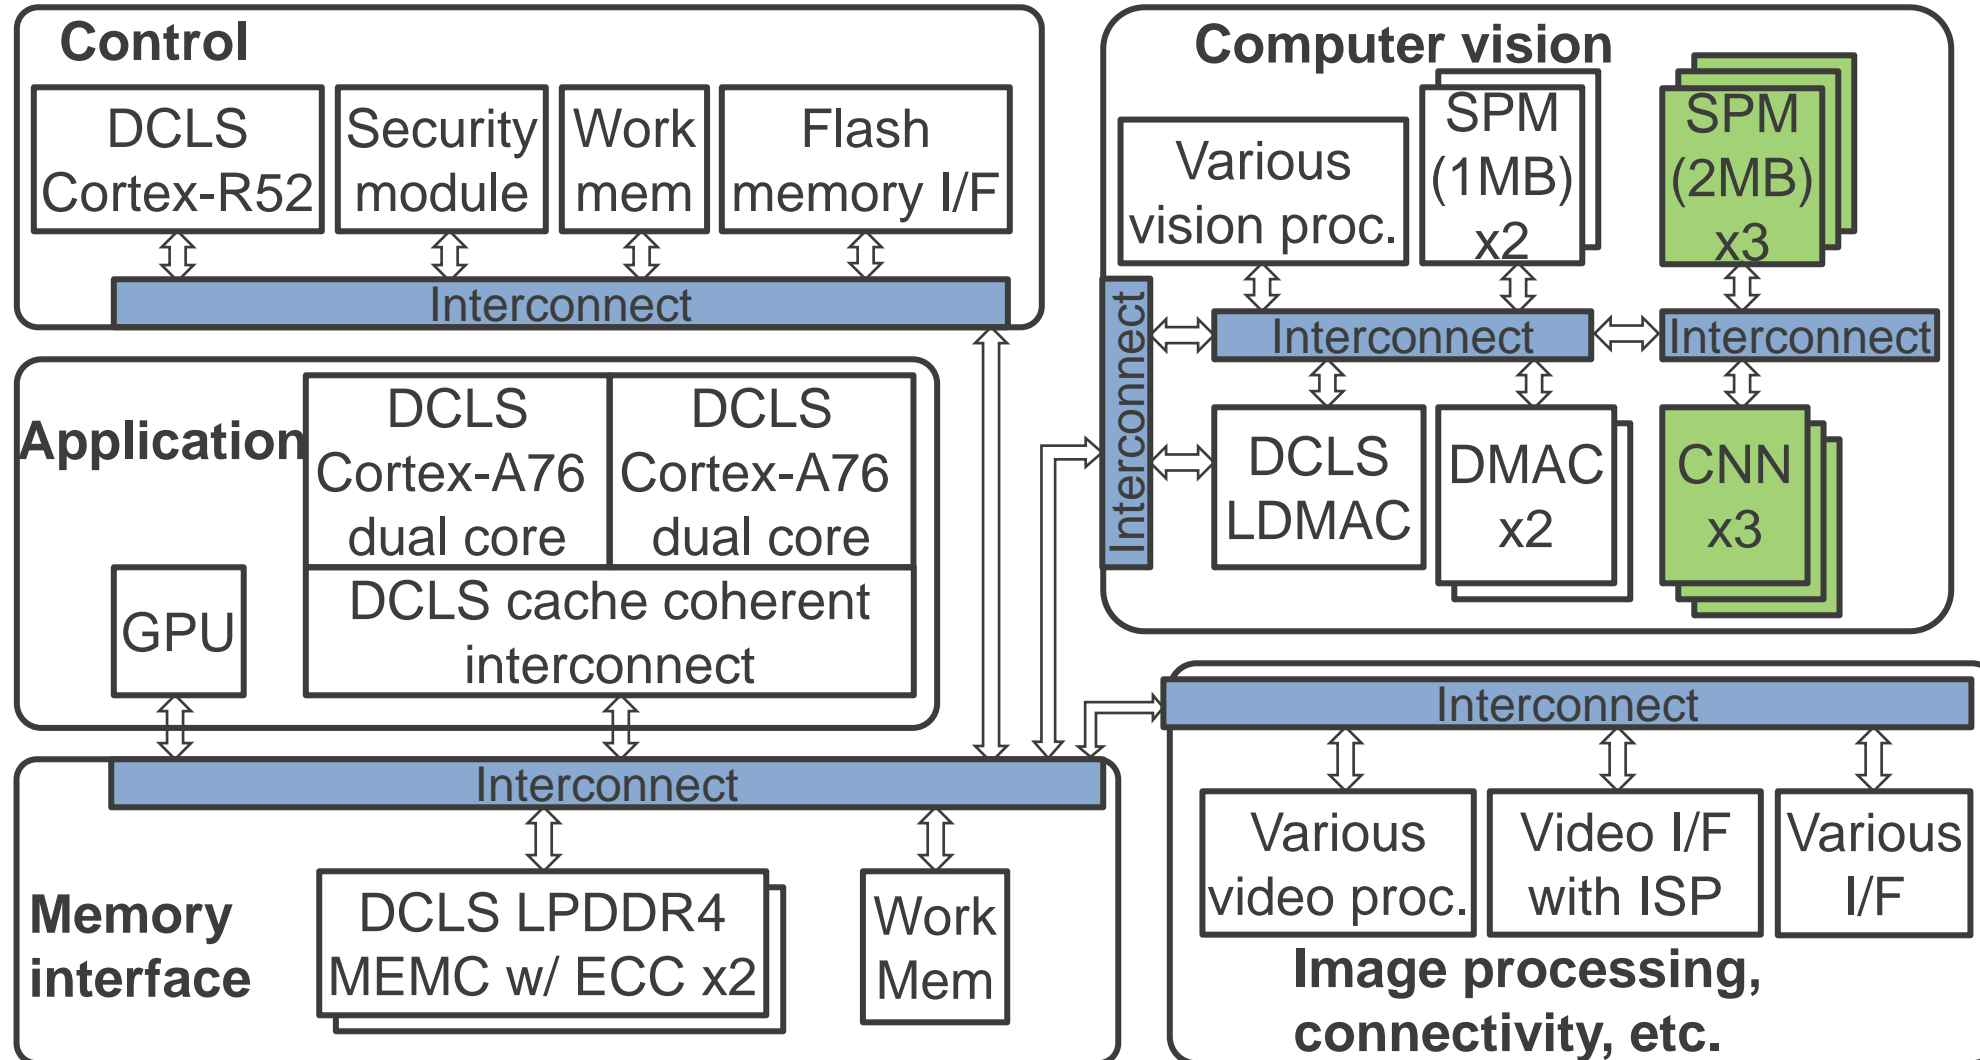 Control
DCLS
Cortex-R52
Security
module
Work
mem
Flash
memory I/F
Interconnect
Application
DCLS
Cortex-A76
dual core
DCLS
Cortex-A76
dual core
DCLS cache coherent
interconnect
GPU
Interconnect
Memory
interface
DCLS LPDDR4
MEMC w/ ECC x2
Work
Mem
Computer vision
Various
vision proc.
SPM
(1MB)
x2
SPM
(2MB)
x3
Interconnect
Interconnect
Interconnect
DCLS
LDMAC
DMAC
x2
CNN
x3
Interconnect
Various
video proc.
Video I/F
with ISP
Various
I/F
Image processing,
connectivity, etc.